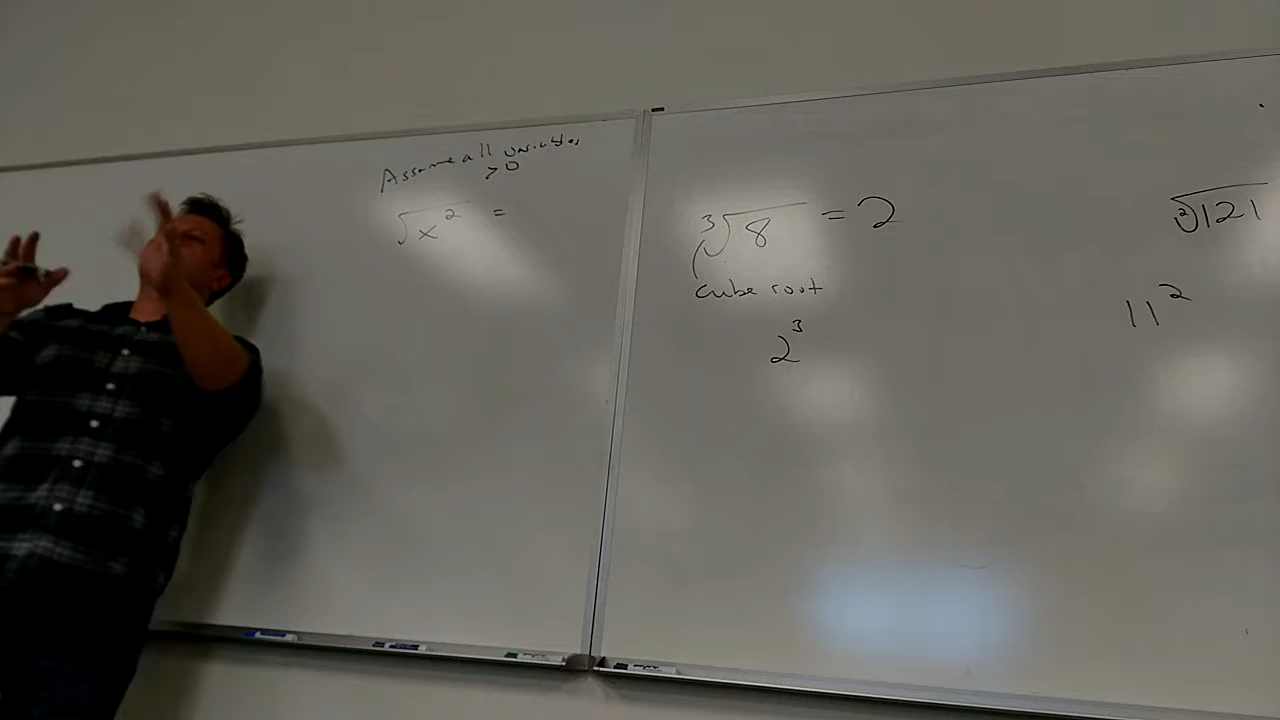 Assume all variables
> 0
√x² =
³√8 = 2
cube root
2³
²√121
11²